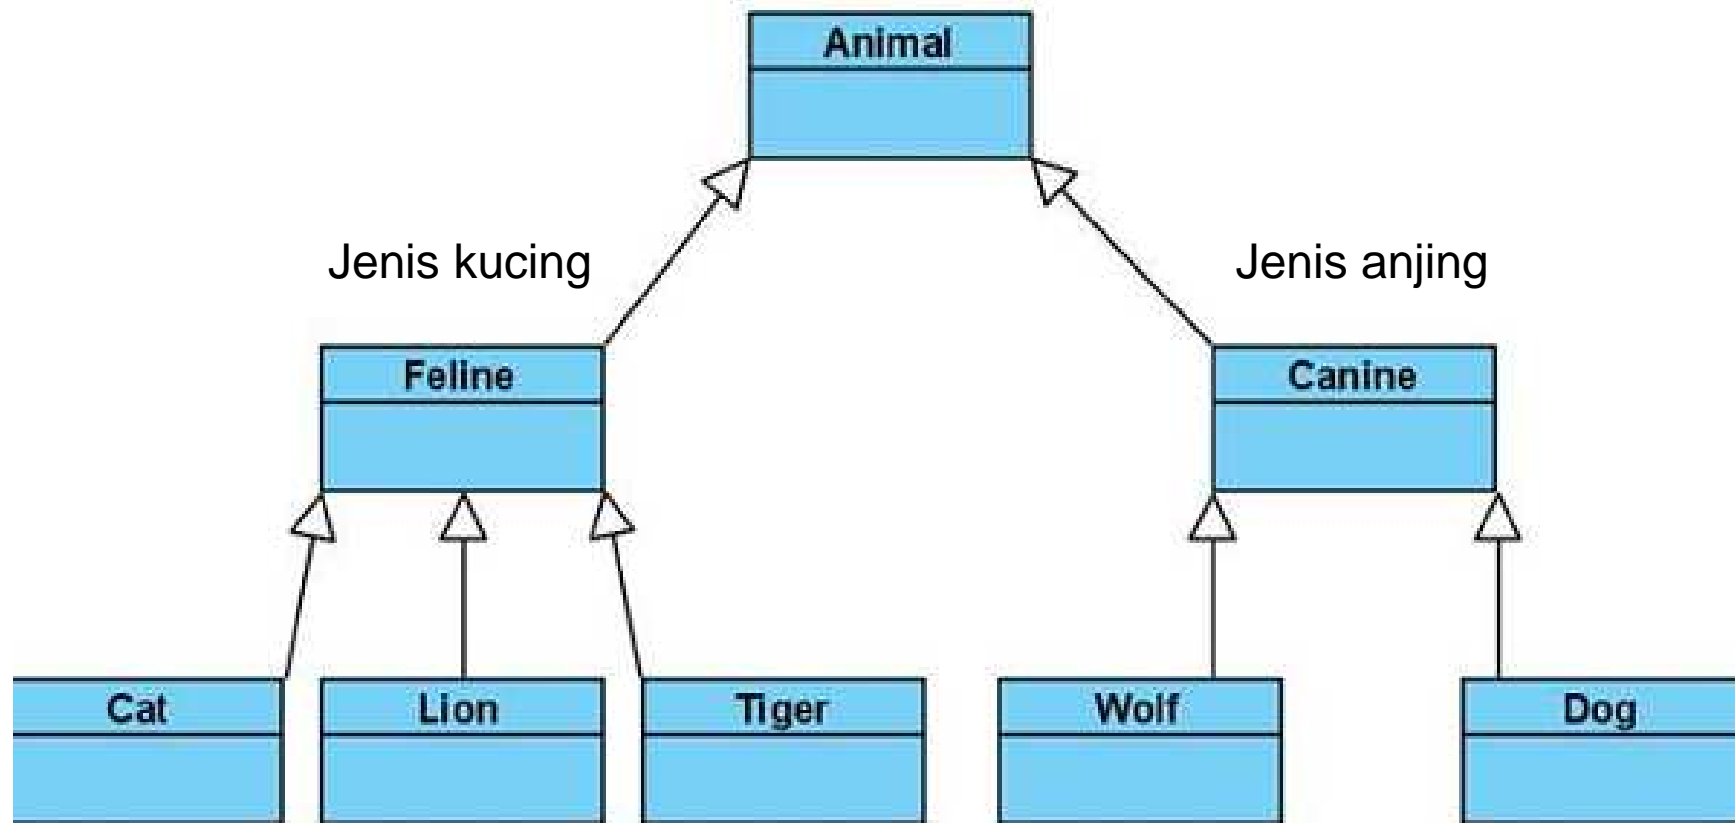 Animal
Jenis kucing
Jenis anjing
Feline
Canine
Cat
Lion
Tiger
Wolf
Dog